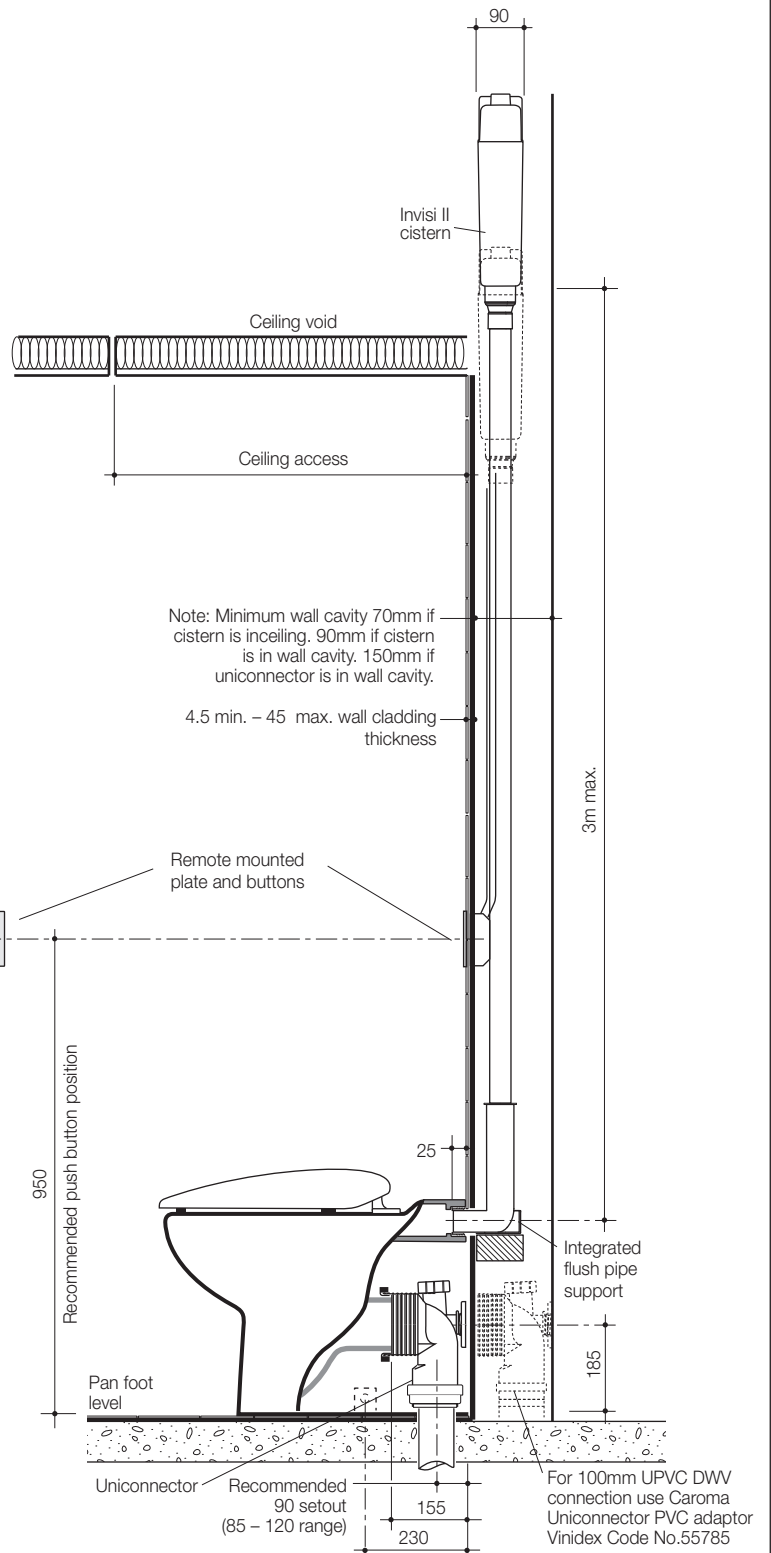 90
Invisi II
cistern
Ceiling void
Ceiling access
Note: Minimum wall cavity 70mm if
cistern is inceiling. 90mm if cistern
is in wall cavity. 150mm if
uniconnector is in wall cavity.
4.5 min. – 45 max. wall cladding
thickness
3m max.
Remote mounted
plate and buttons
950
Recommended push button position
25
Integrated
flush pipe
support
185
Pan foot
level
Uniconnector
Recommended
90 setout
(85 – 120 range)
155
230
For 100mm UPVC DWV
connection use Caroma
Uniconnector PVC adaptor
Vinidex Code No.55785